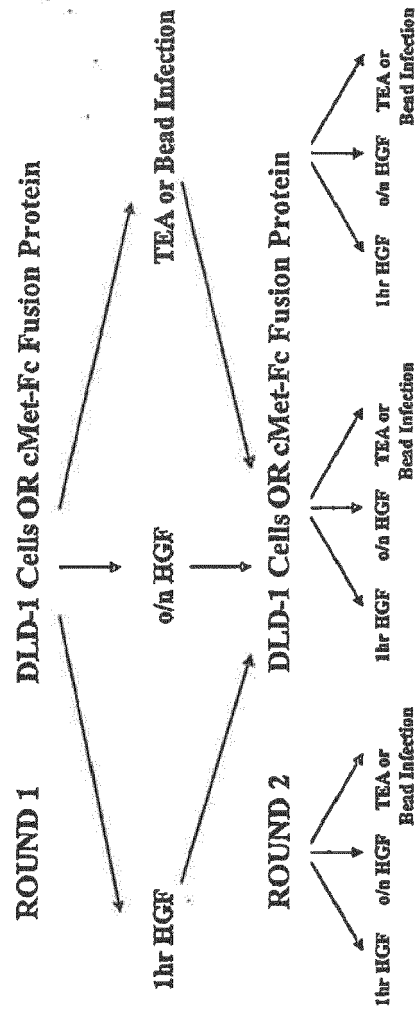 ROUND 1 DLD-1 Cells OR cMet-Fc Fusion Protein
1hr HGF o/n HGF TEA or Bead Infection
ROUND 2 DLD-1 Cells OR cMet-Fc Fusion Protein
1hr HGF o/n HGF TEA or
Bead Infection
1hr HGF o/n HGF TEA or
Bead Infection
1hr HGF o/n HGF TEA or
Bead Infection